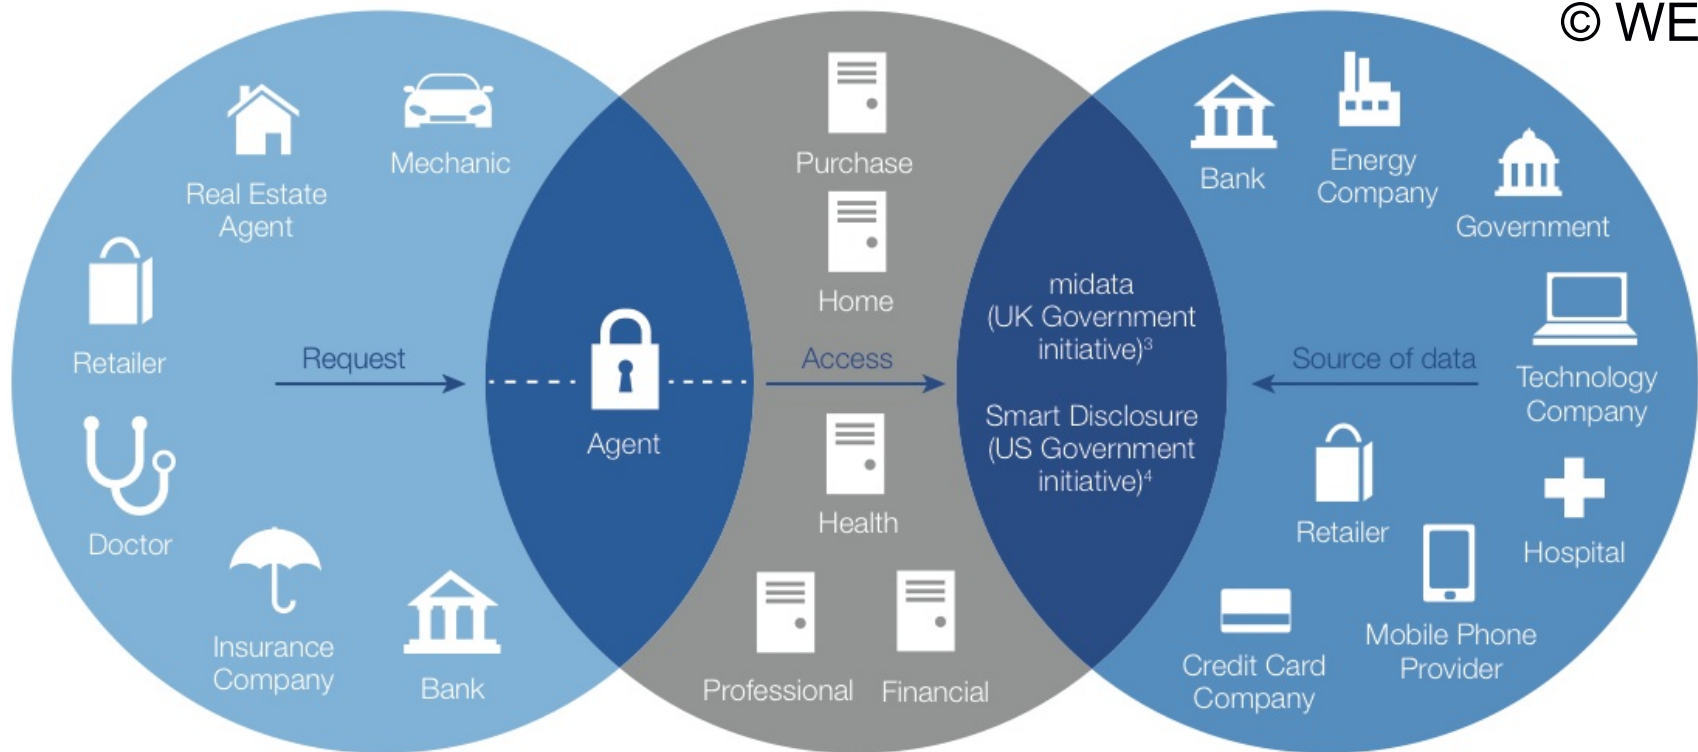 © WE
Mechanic
Real Estate
Agent
Retailer
Request
Doctor
Insurance
Company
Bank
Agent
Purchase
Home
Access
Health
Professional
Financial
midata
(UK Government
initiative)³
Smart Disclosure
(US Government
initiative)⁴
Bank
Energy
Company
Government
Source of data
Technology
Company
Retailer
Hospital
Mobile Phone
Provider
Credit Card
Company